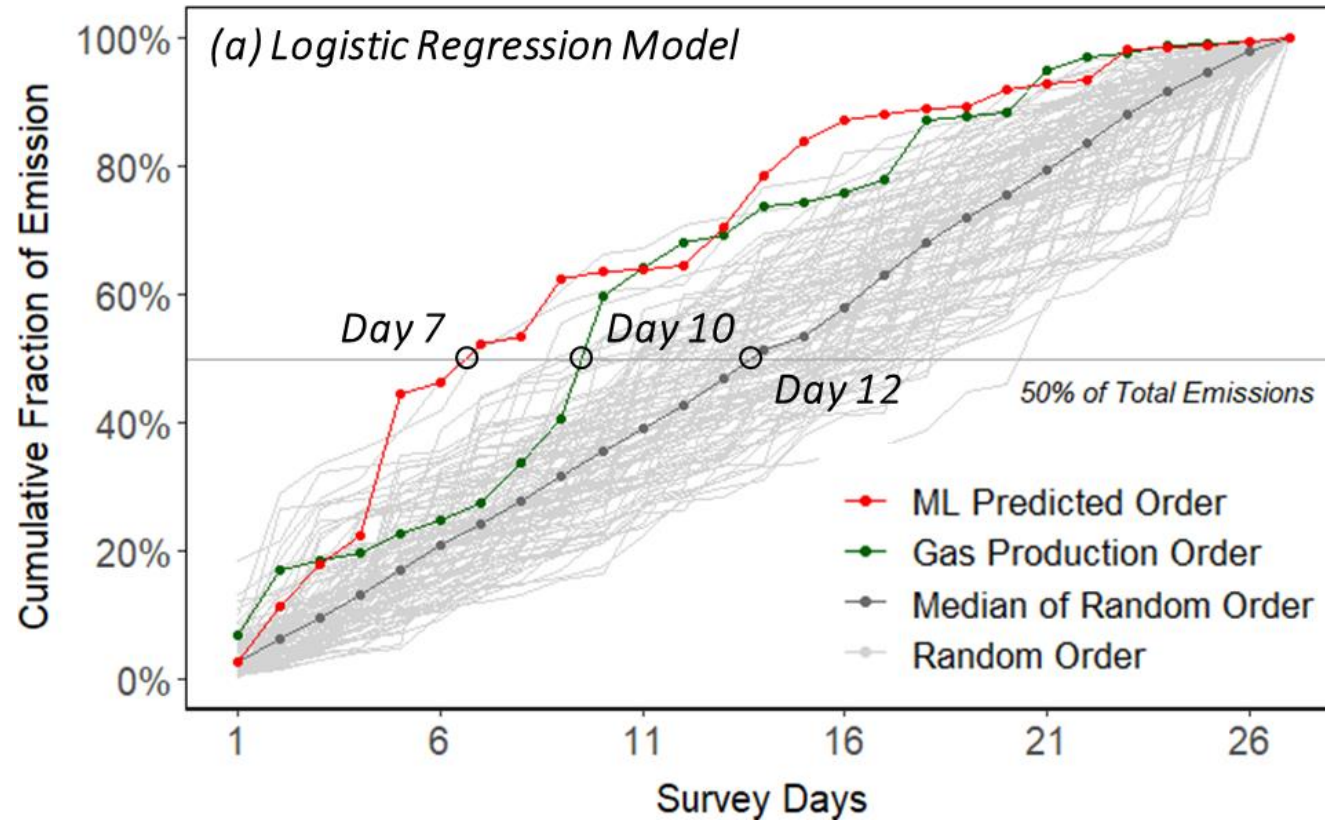 (a) Logistic Regression Model
Cumulative Fraction of Emission
100%
80%
60%
40%
20%
0%
Day 7
Day 10
Day 12
50% of Total Emissions
ML Predicted Order
Gas Production Order
Median of Random Order
Random Order
1 6 11 16 21 26
Survey Days